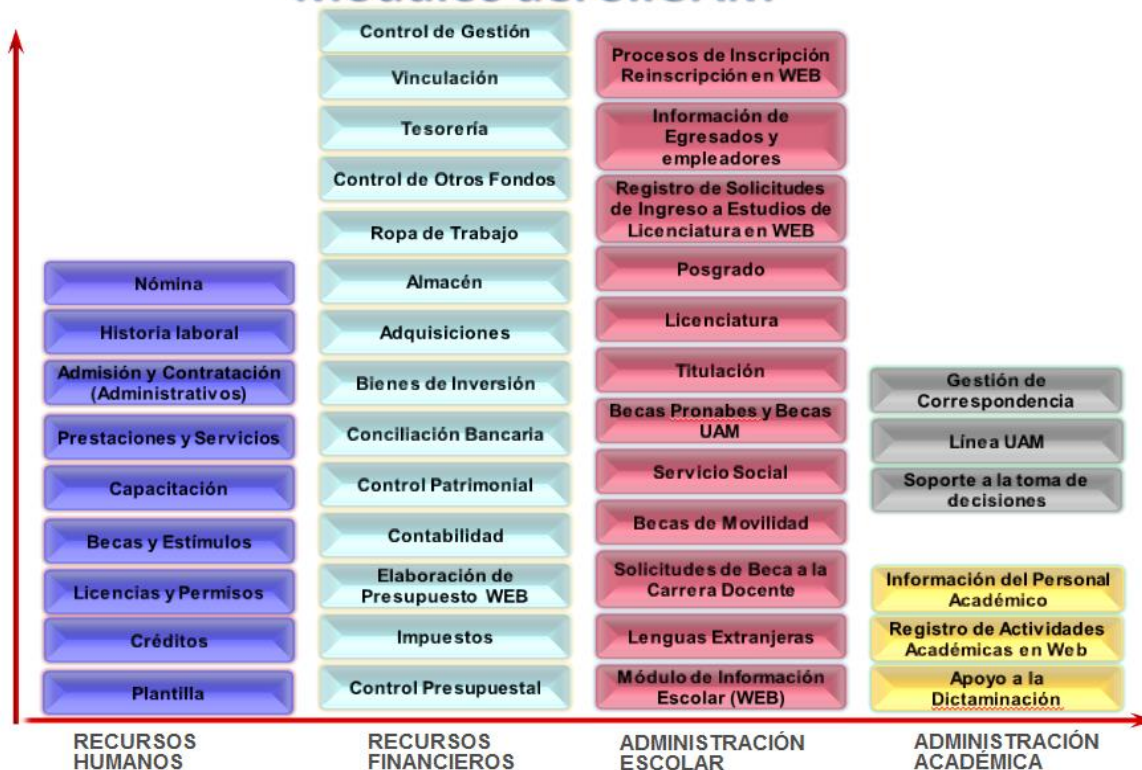 Control de Gestión
Vinculación
Tesorería
Control de Otros Fondos
Ropa de Trabajo
Almacén
Adquisiciones
Bienes de Inversión
Conciliación Bancaria
Control Patrimonial
Contabilidad
Elaboración de
Presupuesto WEB
Impuestos
Control Presupuestal
Procesos de Inscripción
Reinscripción en WEB
Información de
Egresados y
empleadores
Registro de Solicitudes
de Ingreso a Estudios de
Licenciatura en WEB
Posgrado
Licenciatura
Titulación
Becas Pronabes y Becas
UAM
Servicio Social
Becas de Movilidad
Solicitudes de Beca a la
Carrera Docente
Lenguas Extranjeras
Módulo de Información
Escolar (WEB)
Nómina
Historia laboral
Admisión y Contratación
(Administrativos)
Prestaciones y Servicios
Capacitación
Becas y Estímulos
Licencias y Permisos
Créditos
Plantilla
Gestión de
Correspondencia
Línea UAM
Soporte a la toma de
decisiones
Información del Personal
Académico
Registro de Actividades
Académicas en Web
Apoyo a la
Dictaminación
RECURSOS
HUMANOS
RECURSOS
FINANCIEROS
ADMINISTRACIÓN
ESCOLAR
ADMINISTRACIÓN
ACADÉMICA